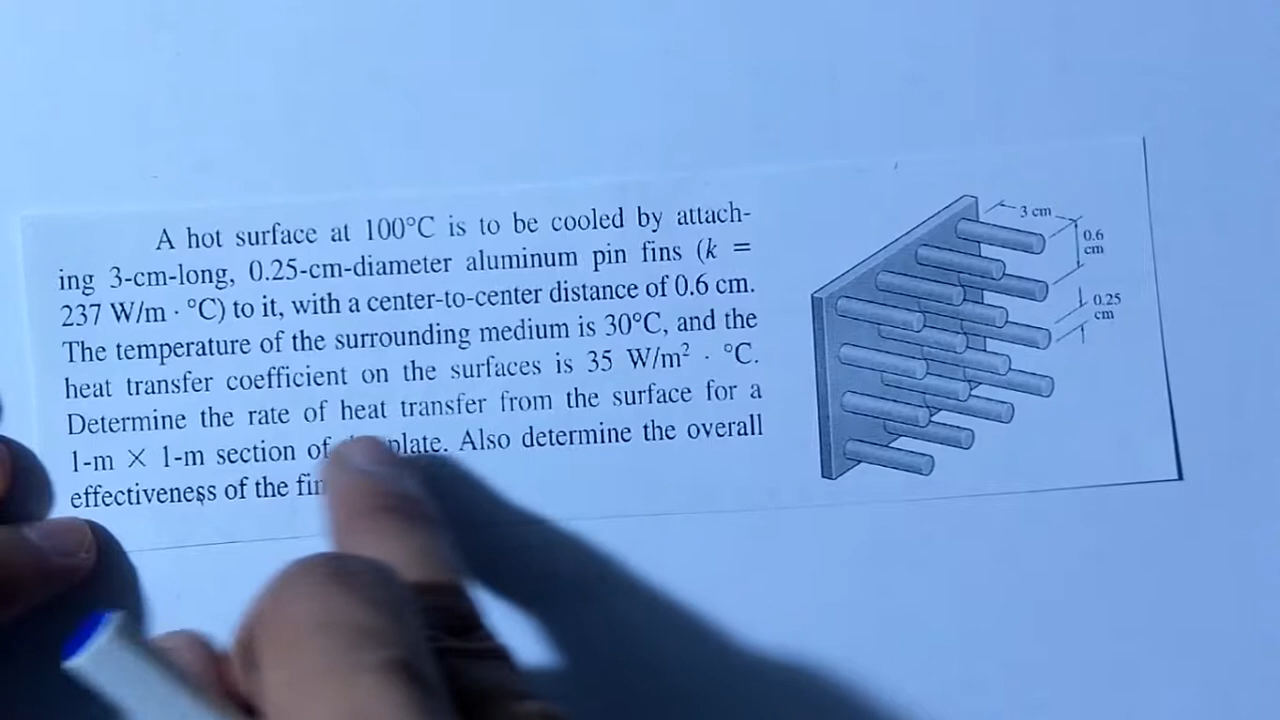 A hot surface at 100°C is to be cooled by attach-
ing 3-cm-long, 0.25-cm-diameter aluminum pin fins (k =
237 W/m · °C) to it, with a center-to-center distance of 0.6 cm.
The temperature of the surrounding medium is 30°C, and the
heat transfer coefficient on the surfaces is 35 W/m² · °C.
Determine the rate of heat transfer from the surface for a
1-m × 1-m section of plate. Also determine the overall
effectiveness of the
3 cm
0.6
cm
0.25
cm